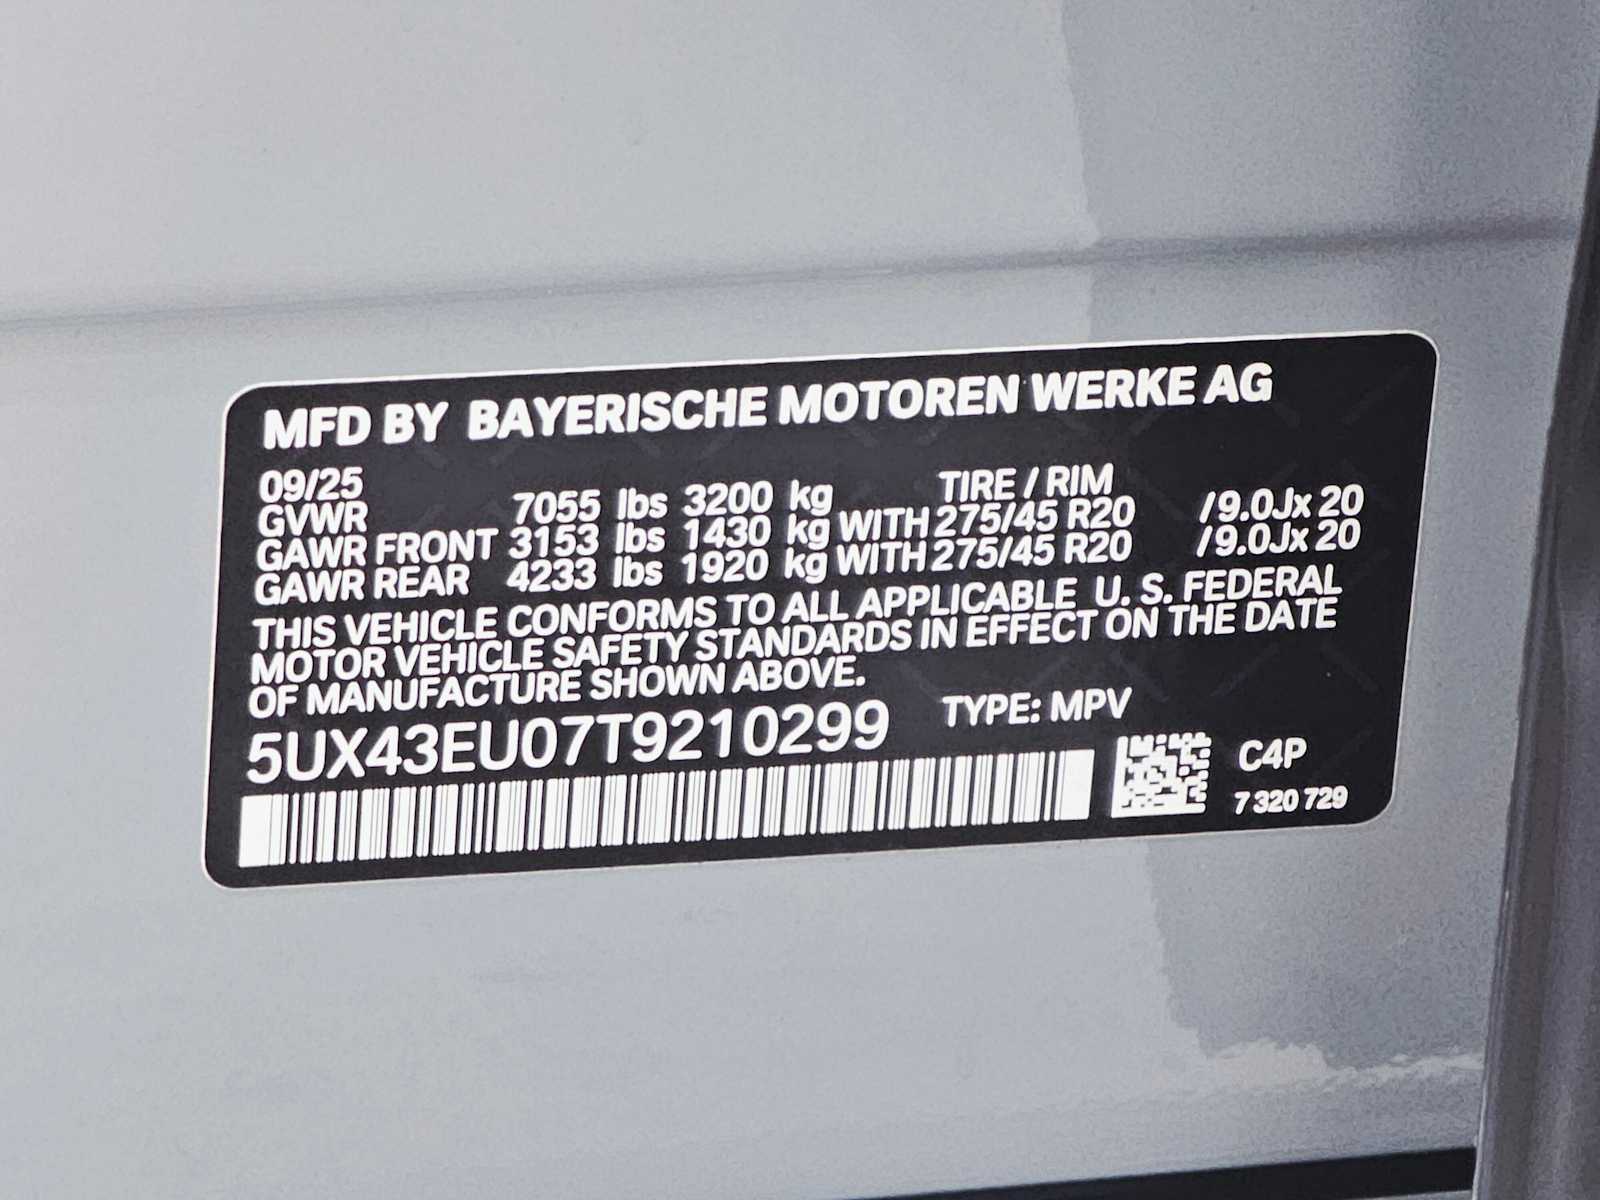 MFD BY BAYERISCHE MOTOREN WERKE AG
09/25 TIRE / RIM
GVWR 7055 lbs 3200 kg
GAWR FRONT 3153 lbs 1430 kg WITH 275/45 R20 /9.0Jx 20
GAWR REAR 4233 lbs 1920 kg WITH 275/45 R20 /9.0Jx 20
THIS VEHICLE CONFORMS TO ALL APPLICABLE U. S. FEDERAL
MOTOR VEHICLE SAFETY STANDARDS IN EFFECT ON THE DATE
OF MANUFACTURE SHOWN ABOVE.
5UX43EU07T9210299 TYPE: MPV
C4P
7 320 729